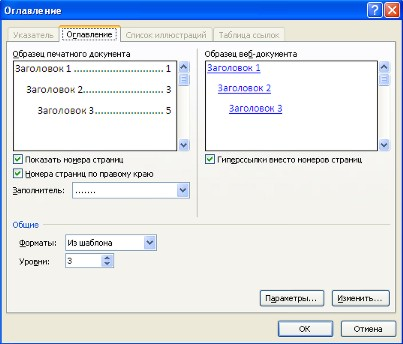 Оглавление
Указатель Оглавление Список иллюстраций Таблица ссылок
Образец печатного документа Образец веб-документа
Заголовок 1 1 Заголовок 1
Заголовок 2 3 Заголовок 2
Заголовок 3 5 Заголовок 3
Показать номера страниц Гиперссылки вместо номеров страниц
Номера страниц по правому краю
Заполнитель: .......
Общие
Форматы: Из шаблона
Уровни: 3
Параметры... Изменить...
ОК Отмена